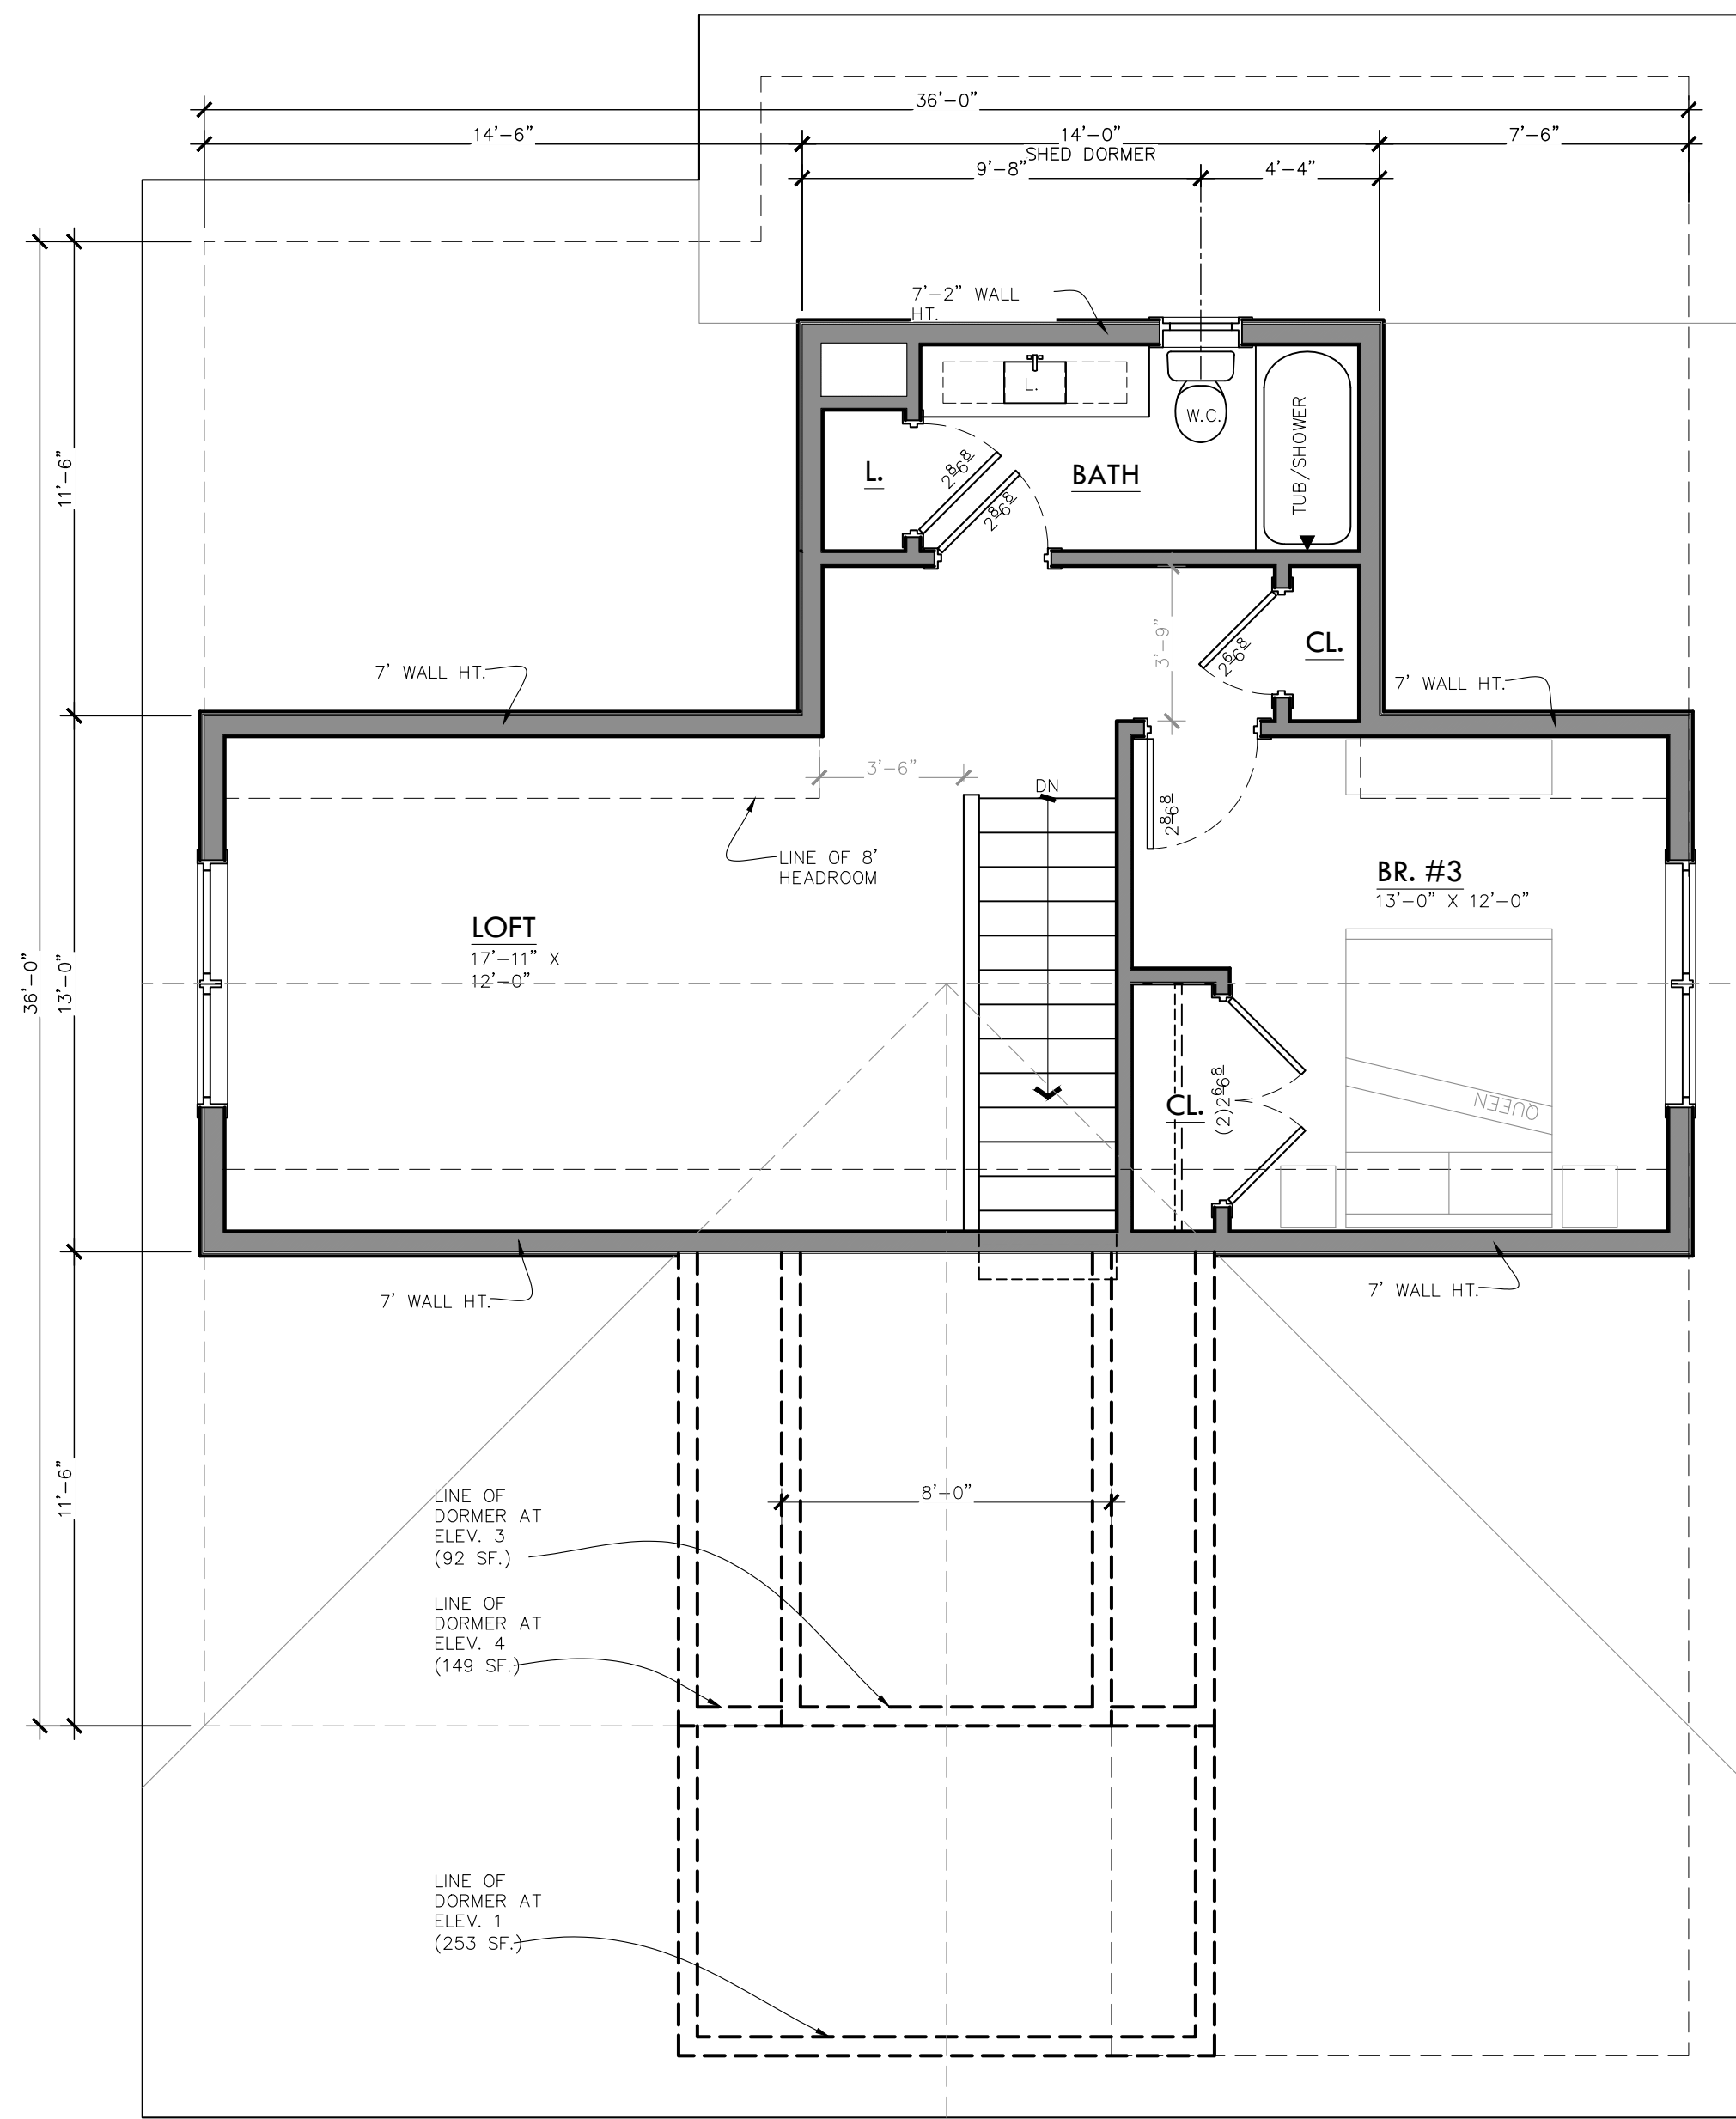 36'-0"
14'-6"
14'-0"
7'-6"
SHED DORMER
9'-8"
4'-4"
7'-2" WALL
HT.
L.
W.C.
TUB/SHOWER
L.
BATH
2868
2868
11'-6"
3'-9"
2668
CL.
7' WALL HT.
7' WALL HT.
3'-6"
DN
2868
LINE OF 8'
HEADROOM
BR. #3
13'-0" X 12'-0"
LOFT
17'-11" X
12'-0"
36'-0"
13'-0"
CL.
(2)2668
QUEEN
7' WALL HT.
7' WALL HT.
11'-6"
8'-0"
LINE OF
DORMER AT
ELEV. 3
(92 SF.)
LINE OF
DORMER AT
ELEV. 4
(149 SF.)
LINE OF
DORMER AT
ELEV. 1
(253 SF.)